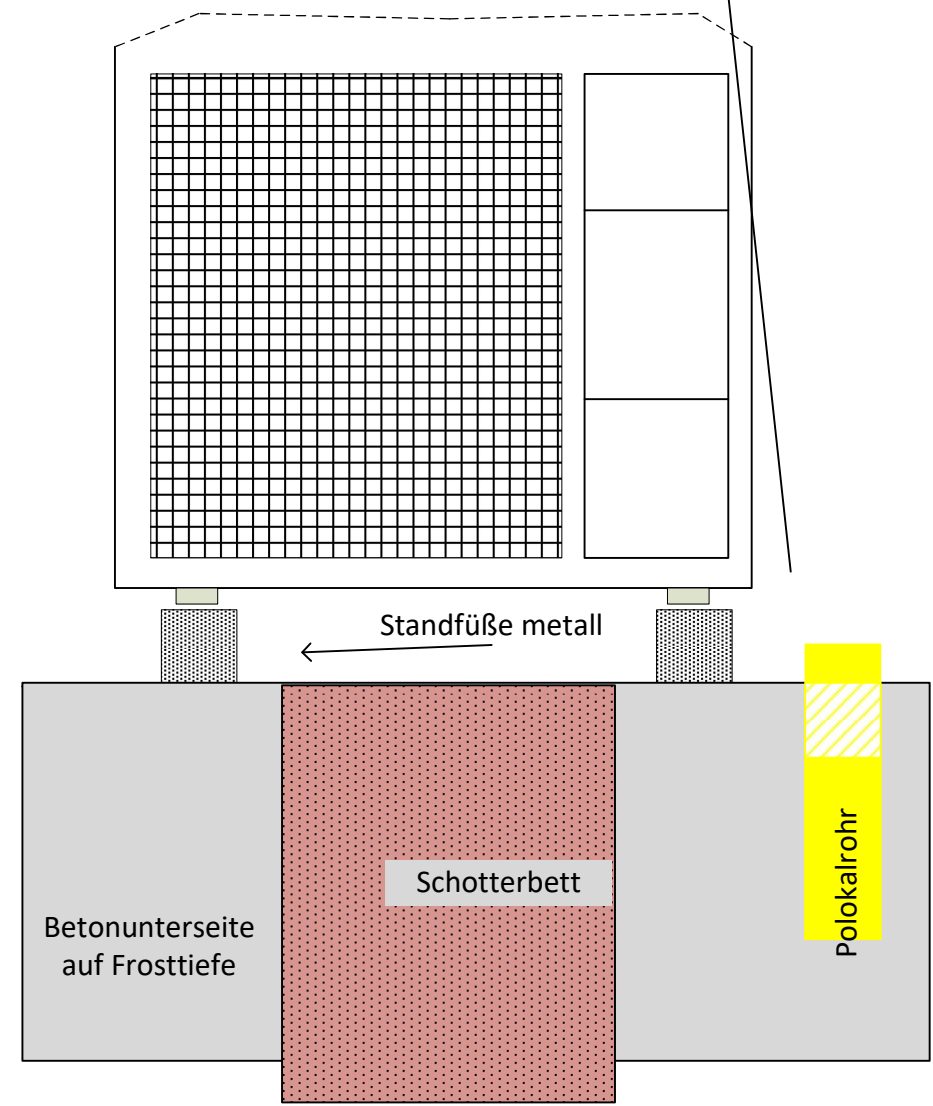 Standfüße metall
Schotterbett
Polokalrohr
Betonunterseite
auf Frosttiefe